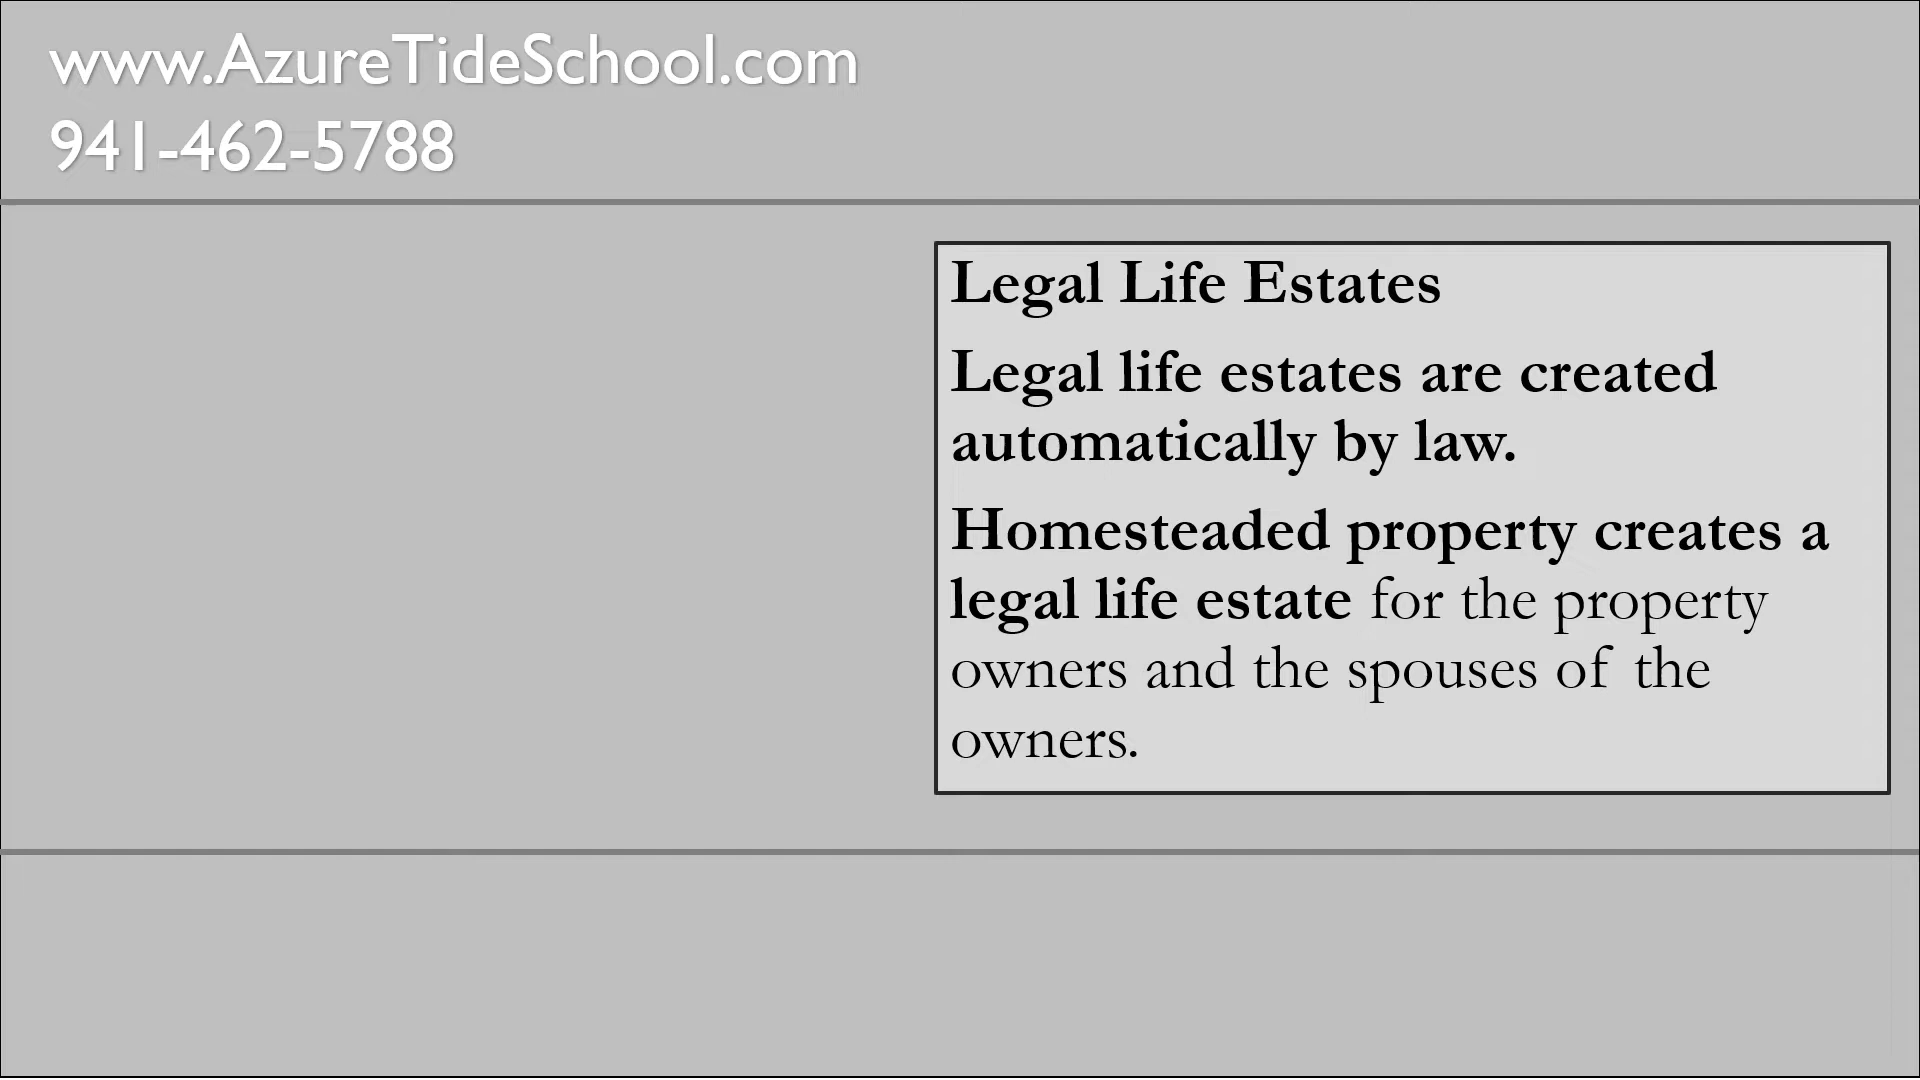 www.AzureTideSchool.com
941-462-5788
Legal Life Estates
Legal life estates are created
automatically by law.
Homesteaded property creates a
legal life estate for the property
owners and the spouses of the
owners.